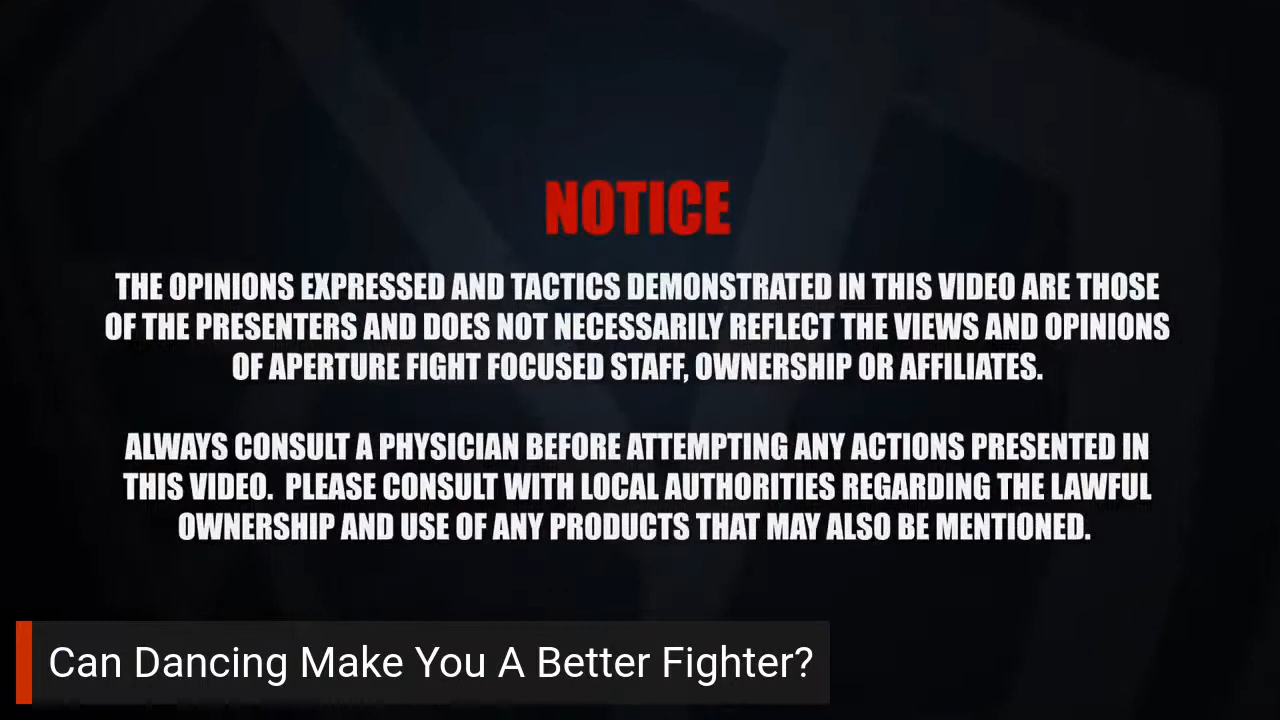 NOTICE
THE OPINIONS EXPRESSED AND TACTICS DEMONSTRATED IN THIS VIDEO ARE THOSE
OF THE PRESENTERS AND DOES NOT NECESSARILY REFLECT THE VIEWS AND OPINIONS
OF APERTURE FIGHT FOCUSED STAFF, OWNERSHIP OR AFFILIATES.
ALWAYS CONSULT A PHYSICIAN BEFORE ATTEMPTING ANY ACTIONS PRESENTED IN
THIS VIDEO.  PLEASE CONSULT WITH LOCAL AUTHORITIES REGARDING THE LAWFUL
OWNERSHIP AND USE OF ANY PRODUCTS THAT MAY ALSO BE MENTIONED.
Can Dancing Make You A Better Fighter?